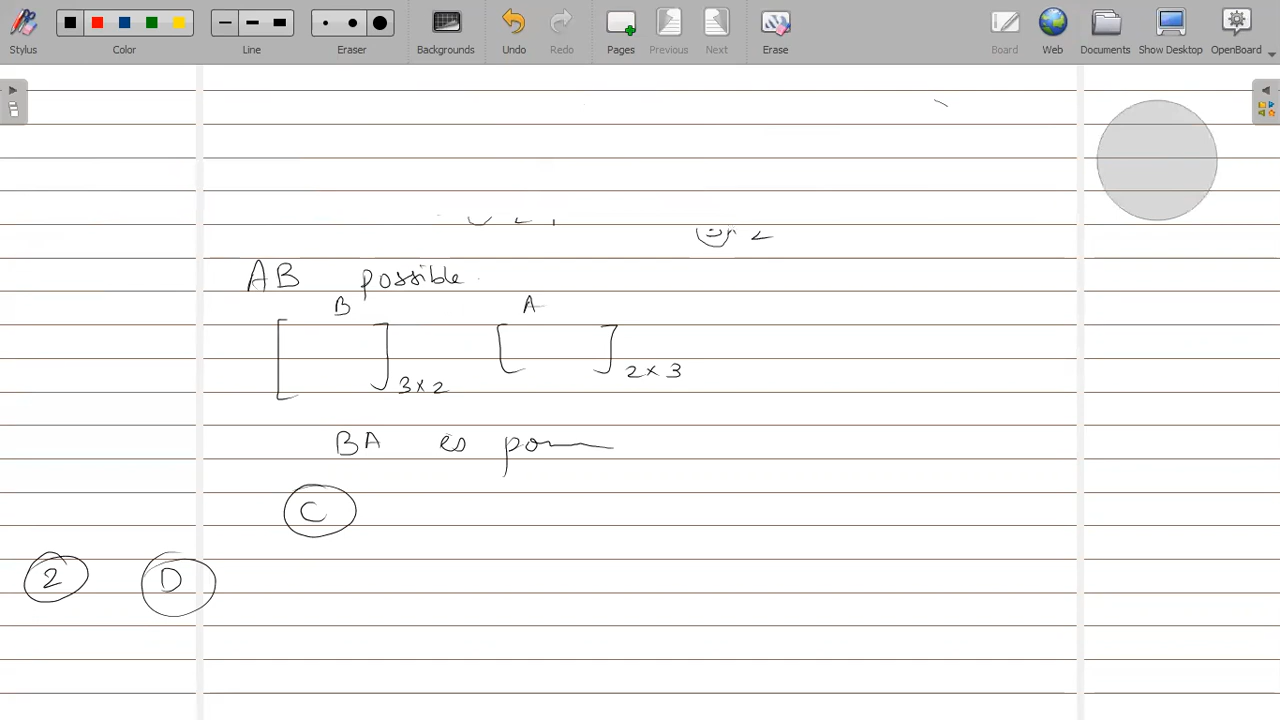 Stylus Color Line Eraser Backgrounds Undo Redo Pages Previous Next Erase Board Web Documents Show Desktop OpenBoard
AB possible
B A
3×2 2×3
BA is
C
2 D